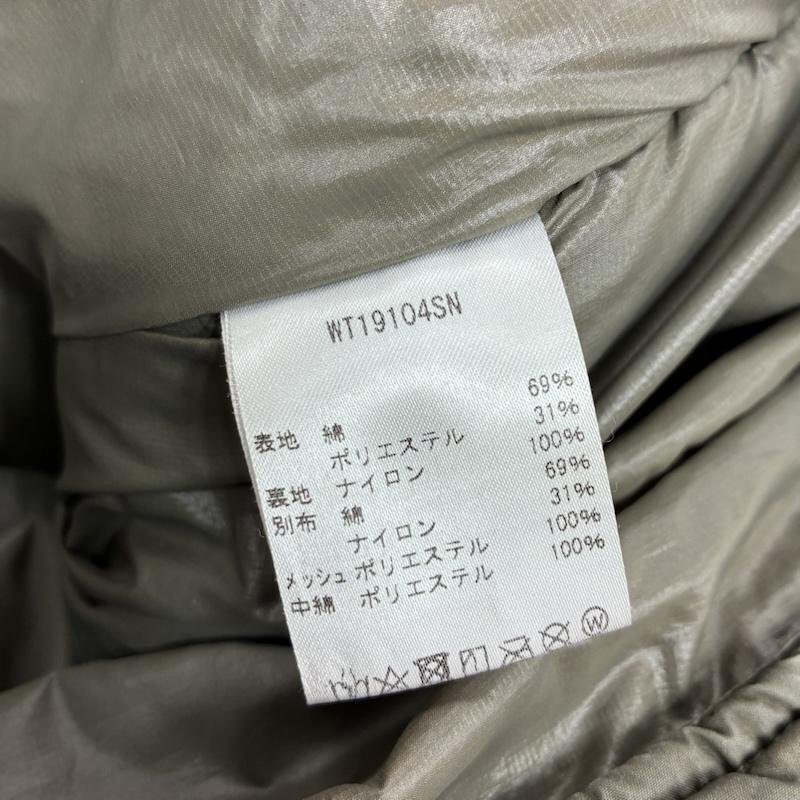 WT19104SN
表地 綿 69%
ポリエステル 31%
裏地 ナイロン 100%
別布 綿 69%
ナイロン 31%
メッシュ ポリエステル 100%
中綿 ポリエステル 100%
W